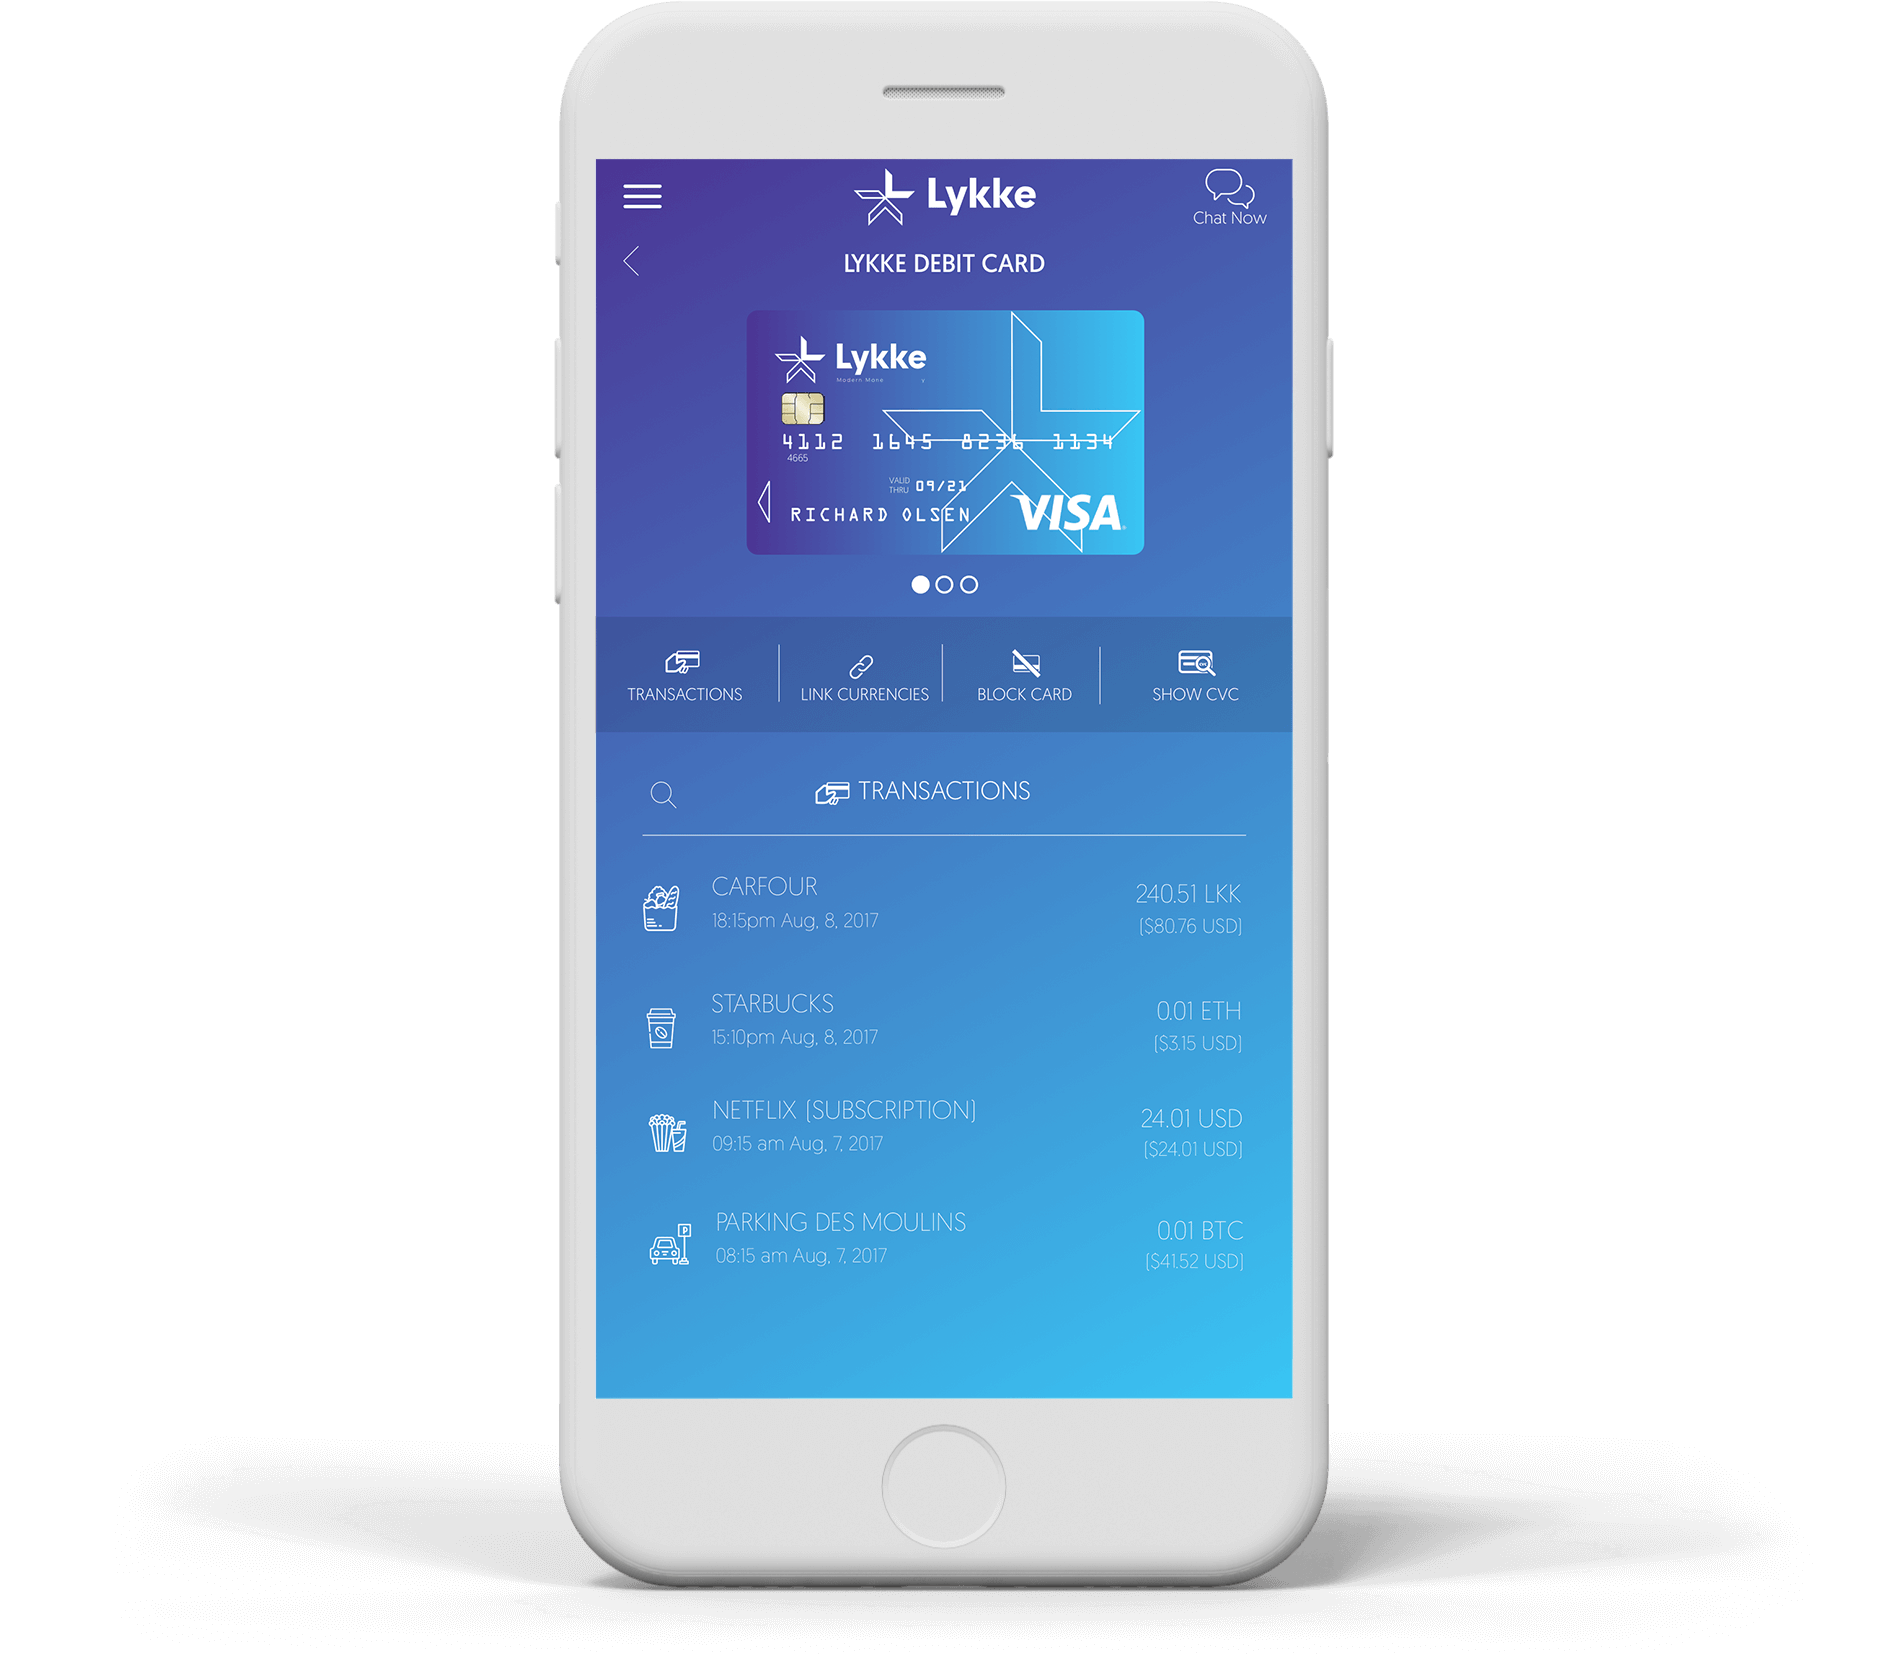 Lykke
Chat Now
LYKKE DEBIT CARD
Lykke
Modern Mone y
4112 1645 8236 1134
4665
VALID THRU 09/21
RICHARD OLSEN
VISA
TRANSACTIONS
LINK CURRENCIES
BLOCK CARD
SHOW CVC
TRANSACTIONS
CARFOUR
240.51 LKK
18:15pm Aug, 8, 2017
($80.76 USD)
STARBUCKS
0.01 ETH
15:10pm Aug, 8, 2017
($3.15 USD)
NETFLIX (SUBSCRIPTION)
24.01 USD
09:15 am Aug, 7, 2017
($24.01 USD)
P
PARKING DES MOULINS
0.01 BTC
08:15 am Aug, 7, 2017
($41.52 USD)